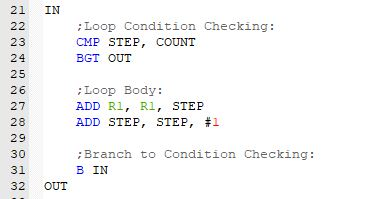 21 IN
22 ;Loop Condition Checking:
23 CMP STEP, COUNT
24 BGT OUT
25
26 ;Loop Body:
27 ADD R1, R1, STEP
28 ADD STEP, STEP, #1
29
30 ;Branch to Condition Checking:
31 B IN
32 OUT